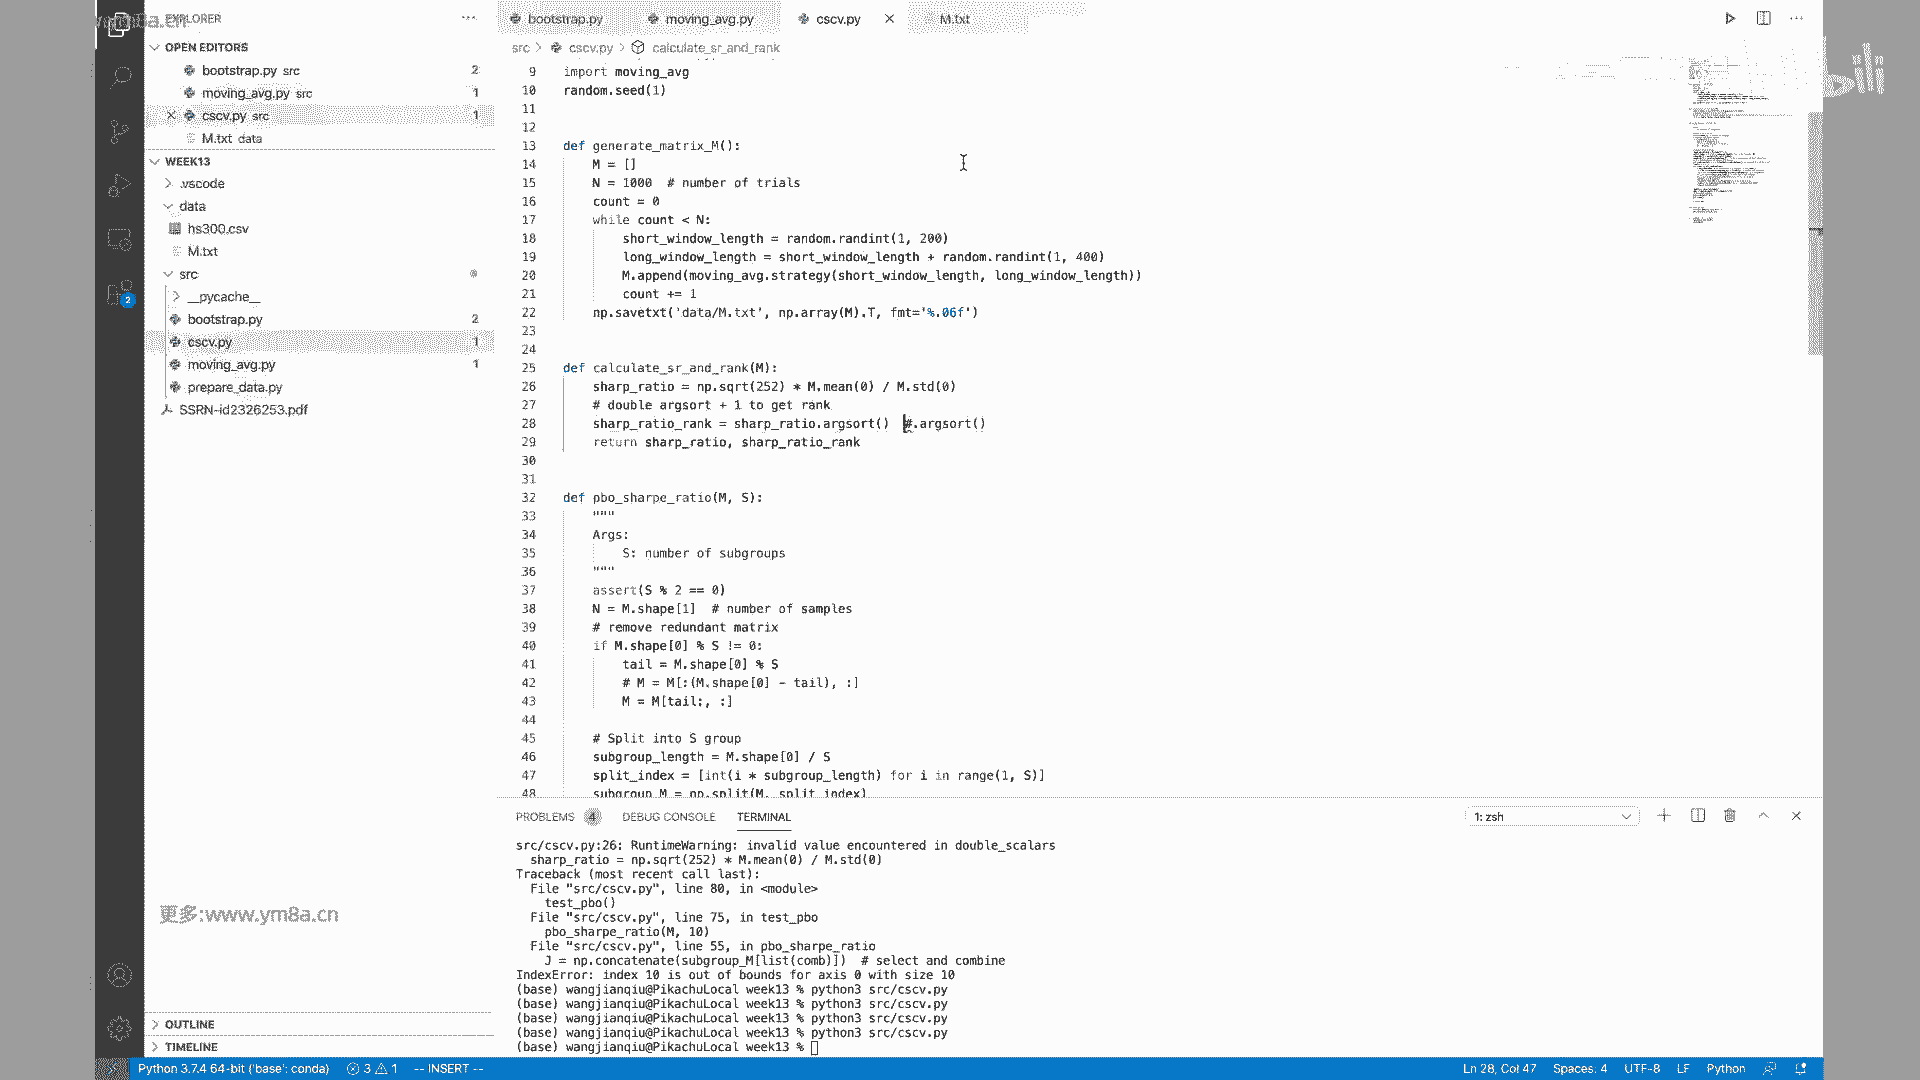 EXPLORER
OPEN EDITORS
bootstrap.py src 2
moving_avg.py src 1
cscv.py src 1
M.txt data
WEEK13
.vscode
data
hs300.csv
M.txt
src
__pycache__
bootstrap.py 2
cscv.py 1
moving_avg.py 1
prepare_data.py
SSRN-id2326253.pdf
更多:www.ym8a.cn
OUTLINE
TIMELINE
bootstrap.py moving_avg.py cscv.py M.txt
src > cscv.py > calculate_sr_and_rank
9 import moving_avg
10 random.seed(1)
11
12
13 def generate_matrix_M():
14 M = []
15 N = 1000 # number of trials
16 count = 0
17 while count < N:
18 short_window_length = random.randint(1, 200)
19 long_window_length = short_window_length + random.randint(1, 400)
20 M.append(moving_avg.strategy(short_window_length, long_window_length))
21 count += 1
22 np.savetxt('data/M.txt', np.array(M).T, fmt='%.06f')
23
24
25 def calculate_sr_and_rank(M):
26 sharp_ratio = np.sqrt(252) * M.mean(0) / M.std(0)
27 # double argsort + 1 to get rank
28 sharp_ratio_rank = sharp_ratio.argsort() #.argsort()
29 return sharp_ratio, sharp_ratio_rank
30
31
32 def pbo_sharpe_ratio(M, S):
33 """
34 Args:
35 S: number of subgroups
36 """
37 assert(S % 2 == 0)
38 N = M.shape[1] # number of samples
39 # remove redundant matrix
40 if M.shape[0] % S != 0:
41 tail = M.shape[0] % S
42 # M = M[:(M.shape[0] - tail), :]
43 M = M[tail:, :]
44
45 # Split into S group
46 subgroup_length = M.shape[0] / S
47 split_index = [int(i * subgroup_length) for i in range(1, S)]
48 subgroup_M = np.split(M, split_index)
PROBLEMS 4 DEBUG CONSOLE TERMINAL 1: zsh
src/cscv.py:26: RuntimeWarning: invalid value encountered in double_scalars
sharp_ratio = np.sqrt(252) * M.mean(0) / M.std(0)
Traceback (most recent call last):
File "src/cscv.py", line 80, in <module>
test_pbo()
File "src/cscv.py", line 75, in test_pbo
pbo_sharpe_ratio(M, 10)
File "src/cscv.py", line 55, in pbo_sharpe_ratio
J = np.concatenate(subgroup_M[list(comb)]) # select and combine
IndexError: index 10 is out of bounds for axis 0 with size 10
(base) wangjianqiu@PikachuLocal week13 % python3 src/cscv.py
(base) wangjianqiu@PikachuLocal week13 % python3 src/cscv.py
(base) wangjianqiu@PikachuLocal week13 % python3 src/cscv.py
(base) wangjianqiu@PikachuLocal week13 % python3 src/cscv.py
(base) wangjianqiu@PikachuLocal week13 %
2
Python 3.7.4 64-bit ('base': conda) 3 1 -- INSERT -- Ln 28, Col 47 Spaces: 4 UTF-8 LF Python